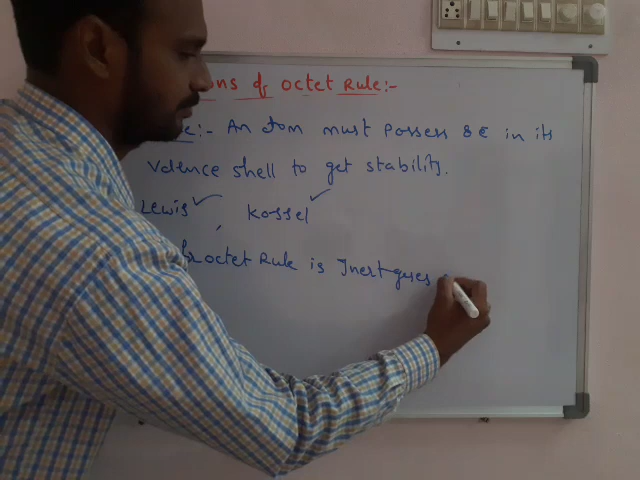 ons of octet Rule:-
e:- An atom must Possess 8e⁻ in its
valence shell to get stability.
Lewis ✓, Kossel ✓
for octet Rule is Inert gases